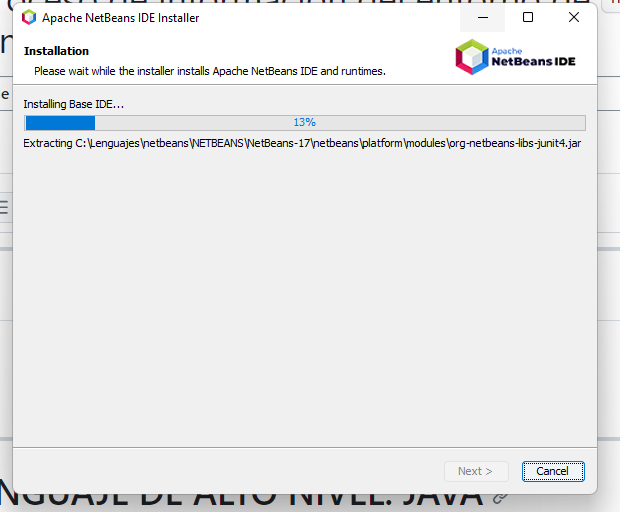 Apache NetBeans IDE Installer
Installation
Please wait while the installer installs Apache NetBeans IDE and runtimes.
Apache
NetBeans IDE
Installing Base IDE...
13%
Extracting C:\Lenguajes\netbeans\NETBEANS\NetBeans-17\netbeans\platform\modules\org-netbeans-libs-junit4.jar
Next >
Cancel
NGUAJE DE ALTO NIVEL: JAVA